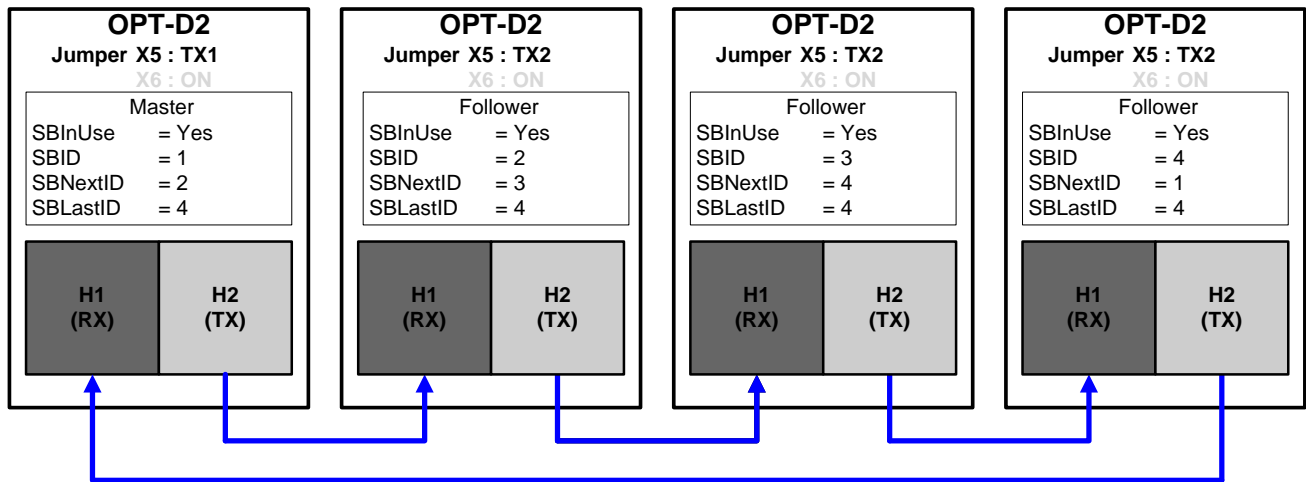 OPT-D2
Jumper X5 : TX1
X6 : ON
Master
SBInUse = Yes
SBID = 1
SBNextID = 2
SBLastID = 4
H1
(RX)
H2
(TX)
OPT-D2
Jumper X5 : TX2
X6 : ON
Follower
SBInUse = Yes
SBID = 2
SBNextID = 3
SBLastID = 4
H1
(RX)
H2
(TX)
OPT-D2
Jumper X5 : TX2
X6 : ON
Follower
SBInUse = Yes
SBID = 3
SBNextID = 4
SBLastID = 4
H1
(RX)
H2
(TX)
OPT-D2
Jumper X5 : TX2
X6 : ON
Follower
SBInUse = Yes
SBID = 4
SBNextID = 1
SBLastID = 4
H1
(RX)
H2
(TX)